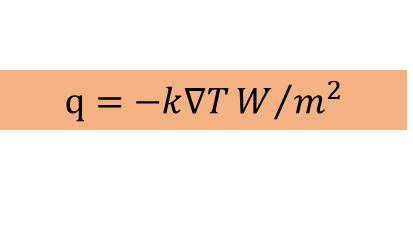 q = −k∇T W/m²